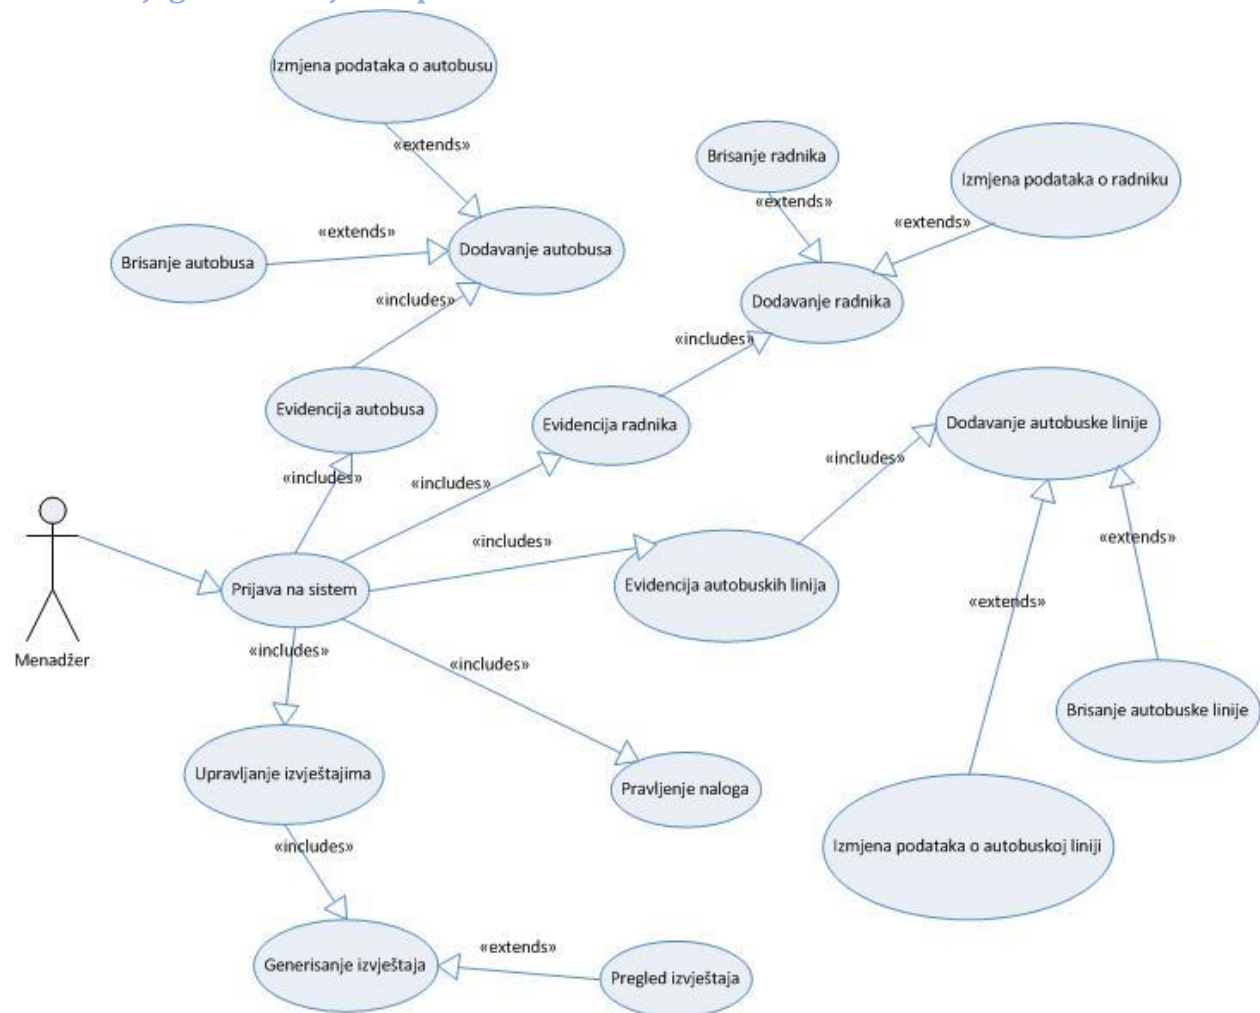 Izmjena podataka o autobusu
«extends»
Brisanje radnika
Izmjena podataka o radniku
«extends»
«extends»
«extends»
Brisanje autobusa
Dodavanje autobusa
«includes»
Dodavanje radnika
«includes»
Evidencija autobusa
Evidencija radnika
Dodavanje autobuske linije
«includes»
«includes»
«includes»
«includes»
«extends»
Evidencija autobuskih linija
Prijava na sistem
«extends»
Menadžer
«includes»
«includes»
Brisanje autobuske linije
Upravljanje izvještajima
Pravljenje naloga
«includes»
Izmjena podataka o autobuskoj liniji
«extends»
Generisanje izvještaja
Pregled izvještaja